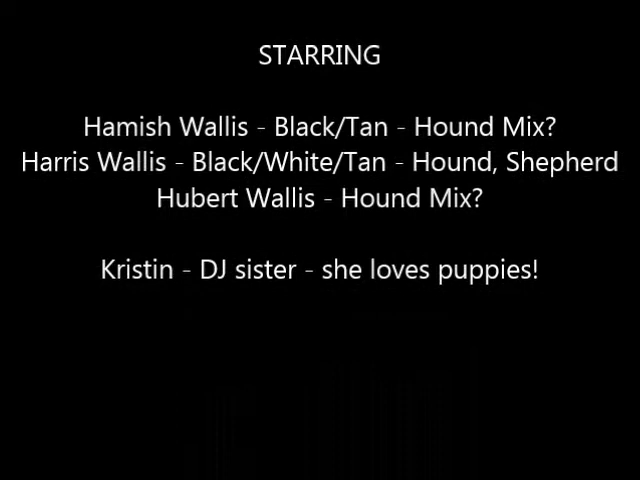 STARRING
Hamish Wallis - Black/Tan - Hound Mix?
Harris Wallis - Black/White/Tan - Hound, Shepherd
Hubert Wallis - Hound Mix?
Kristin - DJ sister - she loves puppies!